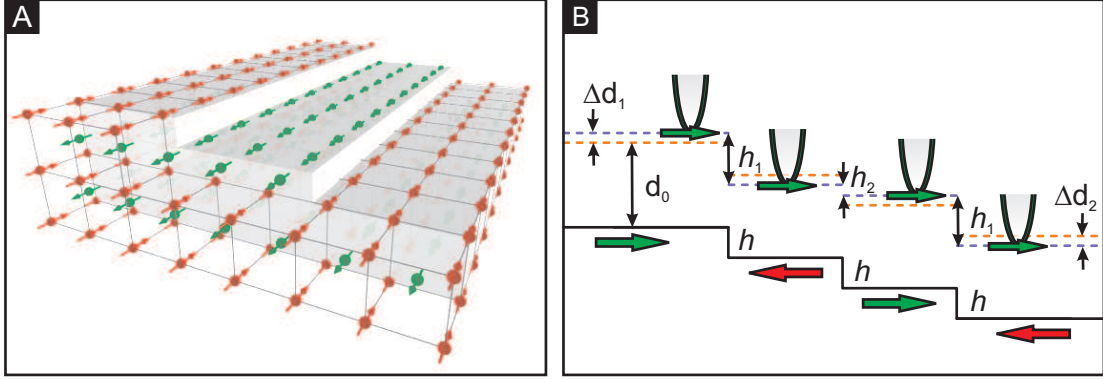 A
B
Δd₁
h₁
d₀
h
h₂
h₁
Δd₂
h
h